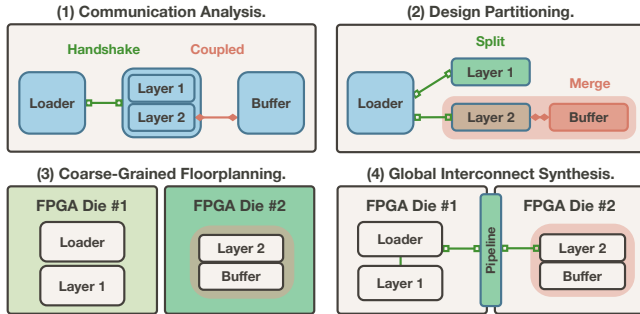 (1) Communication Analysis.
Handshake
Coupled
Loader
Layer 1
Layer 2
Buffer
(2) Design Partitioning.
Split
Layer 1
Merge
Loader
Layer 2
Buffer
(3) Coarse-Grained Floorplanning.
FPGA Die #1
FPGA Die #2
Loader
Layer 1
Layer 2
Buffer
(4) Global Interconnect Synthesis.
FPGA Die #1
FPGA Die #2
Loader
Layer 1
Pipeline
Layer 2
Buffer